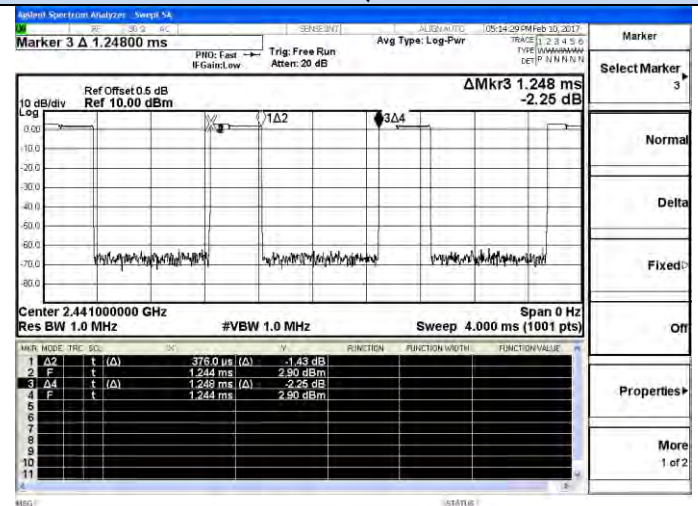 Agilent Spectrum Analyzer - Swept SA
RF 50 Ω AC SENSE:INT ALIGN AUTO 05:14:29 PM Feb 10, 2017
Marker 3 Δ 1.24800 ms
PNO: Fast
IFGain:Low
Trig: Free Run
Atten: 20 dB
Avg Type: Log-Pwr
TRACE 1 2 3 4 5 6
TYPE
DET P N N N N N
Ref Offset 0.5 dB
10 dB/div Ref 10.00 dBm
Log
ΔMkr3 1.248 ms
-2.25 dB
1Δ2
3Δ4
0.00
-10.0
-20.0
-30.0
-40.0
-50.0
-60.0
-70.0
-80.0
Center 2.441000000 GHz Span 0 Hz
Res BW 1.0 MHz #VBW 1.0 MHz Sweep 4.000 ms (1001 pts)
MKR MODE TRC SCL X Y FUNCTION FUNCTION WIDTH FUNCTION VALUE
1 Δ2 t (Δ) 376.0 us (Δ) -1.43 dB
2 F t 1.244 ms 2.90 dBm
3 Δ4 t (Δ) 1.248 ms (Δ) -2.25 dB
4 F t 1.244 ms 2.90 dBm
5
6
7
8
9
10
11
MSG STATUS
Marker
Select Marker
3
Normal
Delta
Fixed
Off
Properties
More
1 of 2